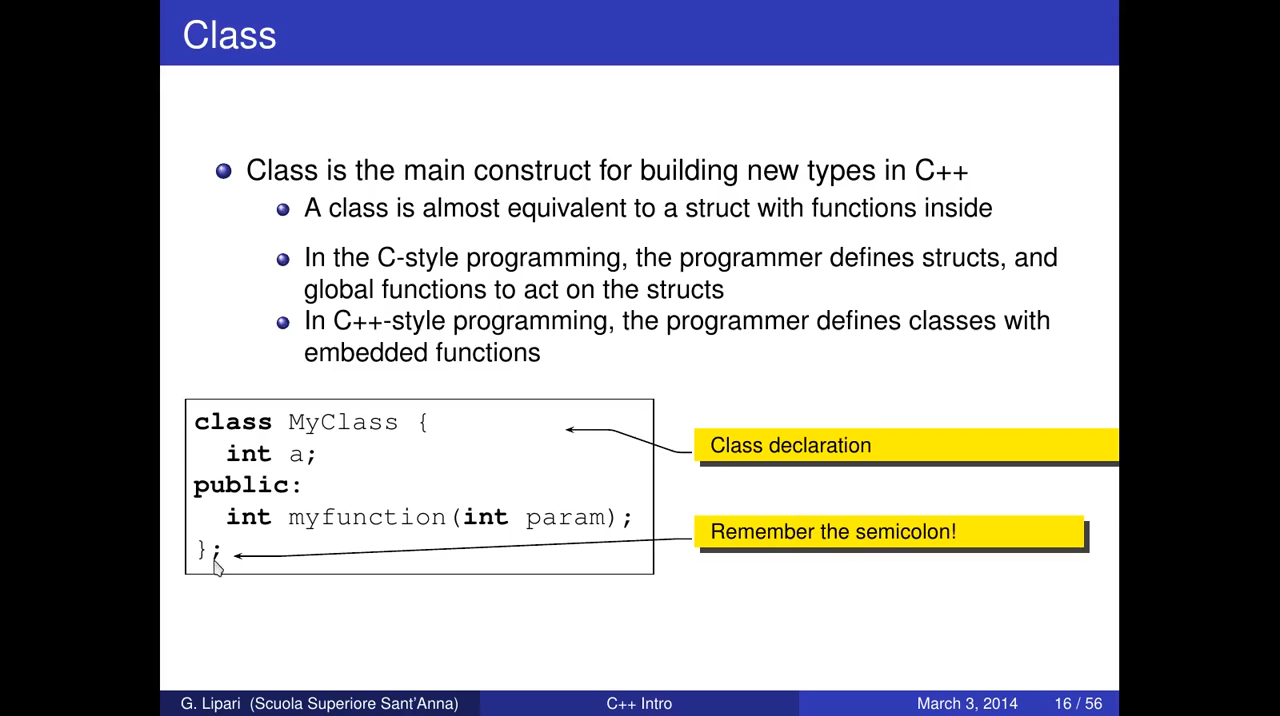 Class
Class is the main construct for building new types in C++
A class is almost equivalent to a struct with functions inside
In the C-style programming, the programmer defines structs, and
global functions to act on the structs
In C++-style programming, the programmer defines classes with
embedded functions
class MyClass {
int a;
public:
int myfunction(int param);
};
Class declaration
Remember the semicolon!
G. Lipari (Scuola Superiore Sant'Anna) C++ Intro March 3, 2014 16 / 56